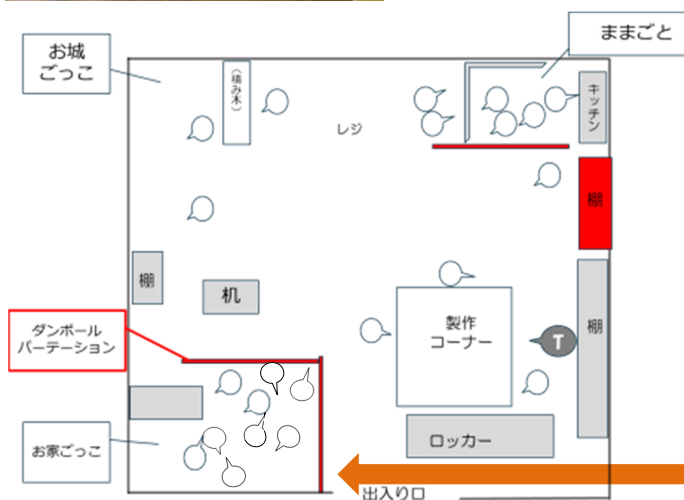 お城
ごっこ
ままごと
(積み木)
キッチン
レジ
棚
棚
机
ダンボール
パーテーション
製作
コーナー
T
棚
お家ごっこ
ロッカー
出入り口